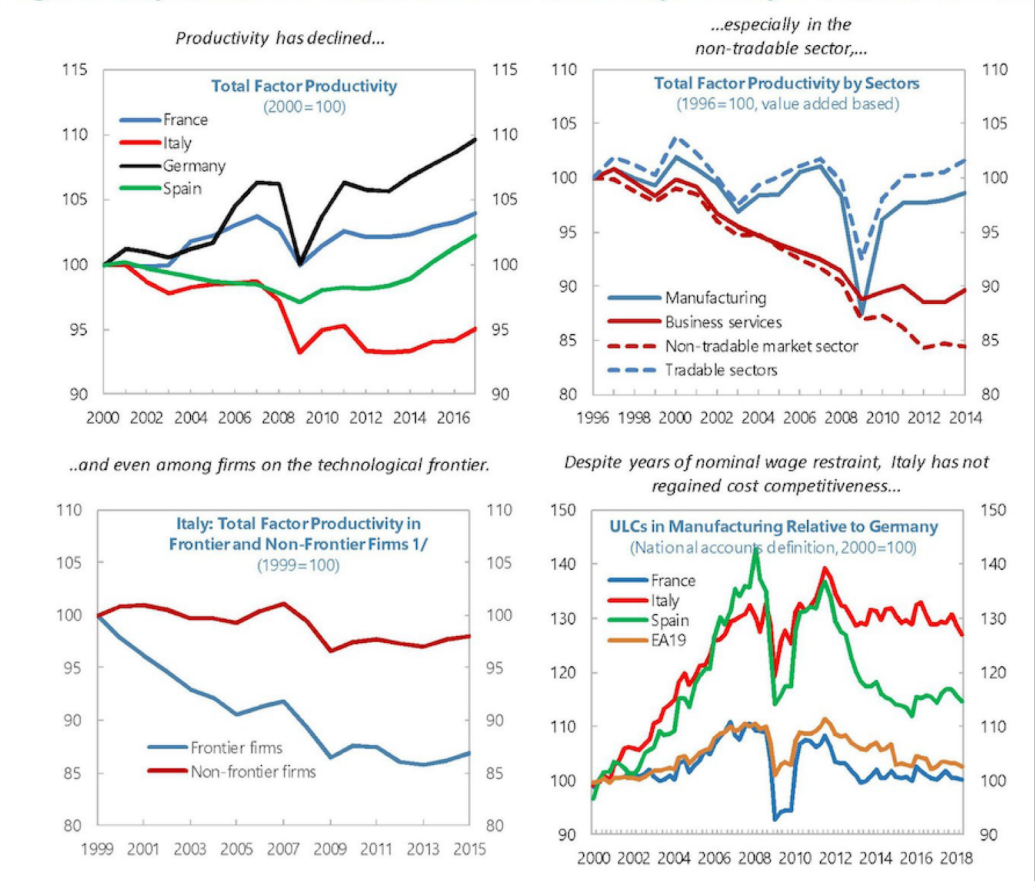 Productivity has declined...
115
115
Total Factor Productivity
(2000=100)
France
Italy
Germany
Spain
110
110
105
105
100
100
95
95
90
90
2000 2002 2004 2006 2008 2010 2012 2014 2016
...especially in the
non-tradable sector,...
110
110
Total Factor Productivity by Sectors
(1996=100, value added based)
105
105
100
100
95
95
90
90
Manufacturing
Business services
Non-tradable market sector
Tradable sectors
85
85
80
80
1996 1998 2000 2002 2004 2006 2008 2010 2012 2014
..and even among firms on the technological frontier.
110
110
Italy: Total Factor Productivity in
Frontier and Non-Frontier Firms 1/
(1999=100)
105
105
100
100
95
95
90
90
Frontier firms
Non-frontier firms
85
85
80
80
1999 2001 2003 2005 2007 2009 2011 2013 2015
Despite years of nominal wage restraint, Italy has not
regained cost competitiveness...
150
150
ULCs in Manufacturing Relative to Germany
(National accounts definition, 2000=100)
140
140
France
Italy
Spain
EA19
130
130
120
120
110
110
100
100
90
90
2000 2002 2004 2006 2008 2010 2012 2014 2016 2018